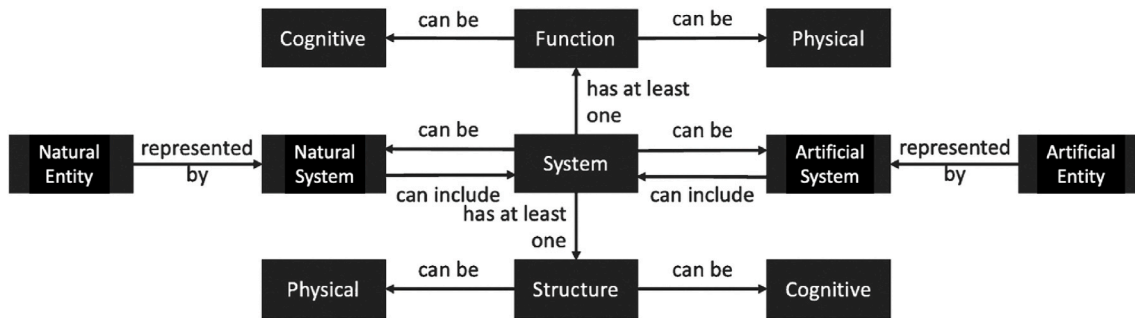 can be
can be
Cognitive
Function
Physical
has at least
one
can be
can be
represented
by
represented
by
Natural
Entity
Natural
System
System
Artificial
System
Artificial
Entity
can include
can include
has at least
one
can be
can be
Physical
Structure
Cognitive